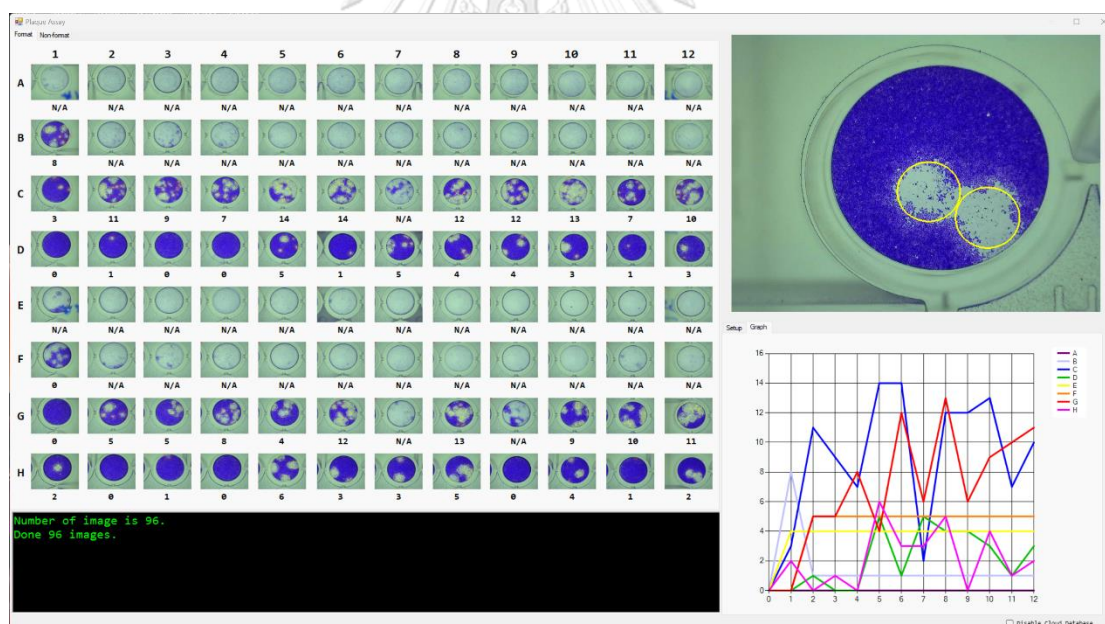 Plaque Assay
Format Non-format
1 2 3 4 5 6 7 8 9 10 11 12
A
N/A N/A N/A N/A N/A N/A N/A N/A N/A N/A N/A N/A
B
8 N/A N/A N/A N/A N/A N/A N/A N/A N/A N/A N/A
C
3 11 9 7 14 14 N/A 12 12 13 7 10
D
0 1 0 0 5 1 5 4 4 3 1 3
E
N/A N/A N/A N/A N/A N/A N/A N/A N/A N/A N/A N/A
F
0 N/A N/A N/A N/A N/A N/A N/A N/A N/A N/A N/A
G
0 5 5 8 4 12 N/A 13 N/A 9 10 11
H
2 0 1 0 6 3 3 5 0 4 1 2
Number of image is 96.
Done 96 images.
Setup Graph
16
14
12
10
8
6
4
2
0
0 1 2 3 4 5 6 7 8 9 10 11 12
A
B
C
D
E
F
G
H
Disable Cloud Database